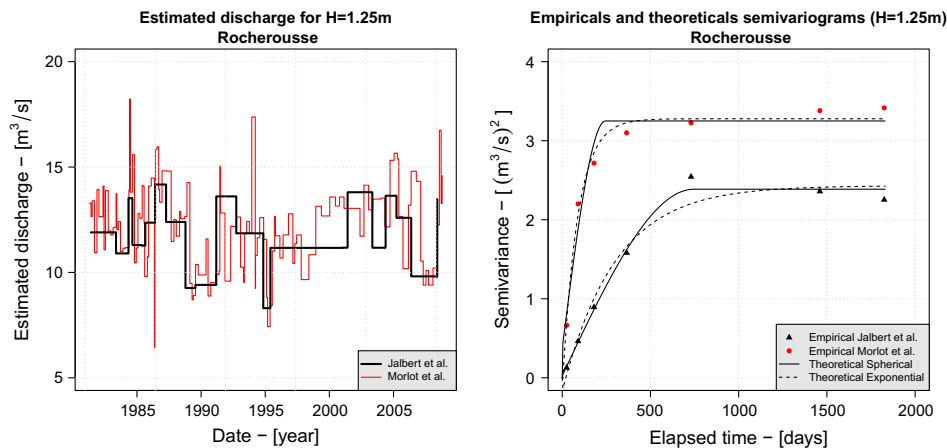 Estimated discharge for H=1.25m
Rocherousse
Estimated discharge − [m³/s]
20
15
10
5
Jalbert et al.
Morlot et al.
1985 1990 1995 2000 2005
Date − [year]
Empiricals and theoreticals semivariograms (H=1.25m)
Rocherousse
Semivariance − [ (m³/s)² ]
4
3
2
1
0
Empirical Jalbert et al.
Empirical Morlot et al.
Theoretical Spherical
Theoretical Exponential
0 500 1000 1500 2000
Elapsed time − [days]